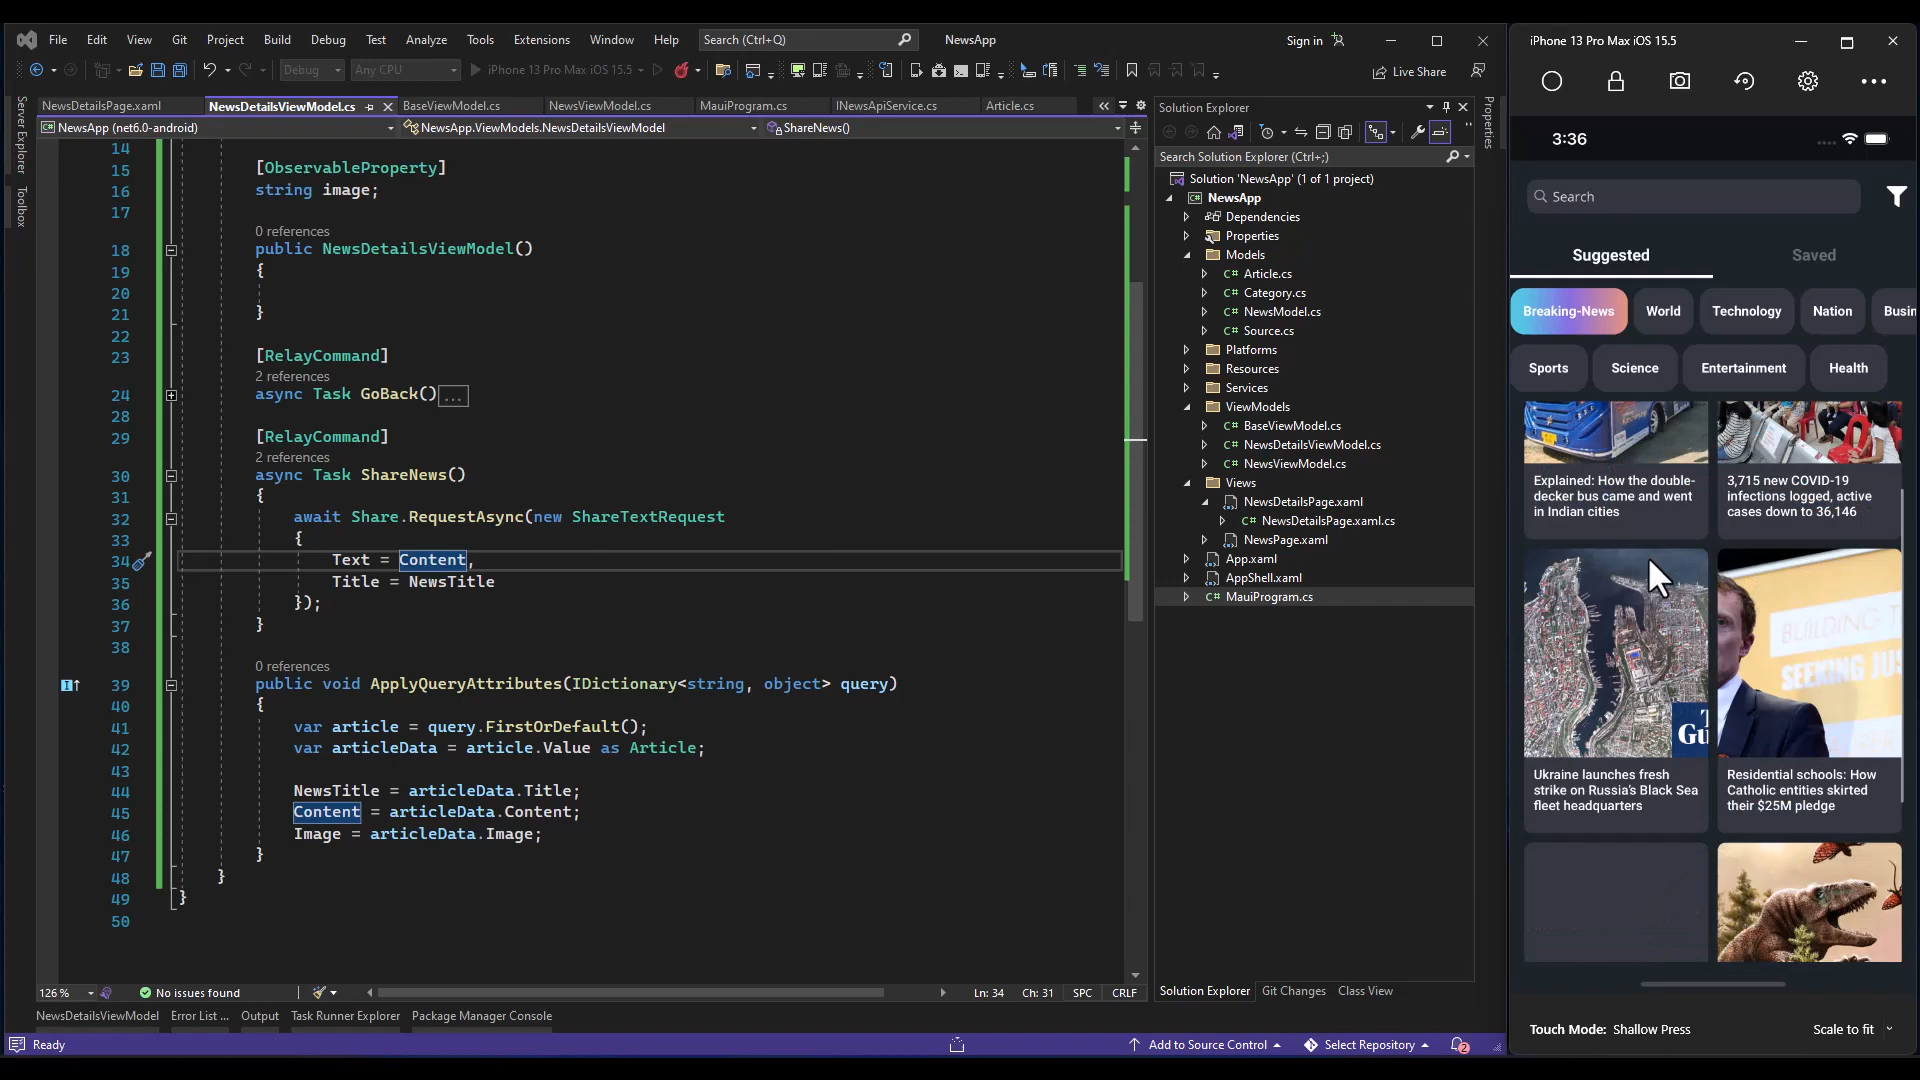 File Edit View Git Project Build Debug Test Analyze Tools Extensions Window Help Search (Ctrl+Q) NewsApp Sign in
Debug Any CPU iPhone 13 Pro Max iOS 15.5 Live Share
NewsDetailsPage.xaml NewsDetailsViewModel.cs BaseViewModel.cs NewsViewModel.cs MauiProgram.cs INewsApiService.cs Article.cs
NewsApp (net6.0-android) NewsApp.ViewModels.NewsDetailsViewModel ShareNews()
Server Explorer
Toolbox
14
15 [ObservableProperty]
16 string image;
17
0 references
18 public NewsDetailsViewModel()
19 {
20
21 }
22
23 [RelayCommand]
2 references
24 async Task GoBack()...
28
29 [RelayCommand]
2 references
30 async Task ShareNews()
31 {
32 await Share.RequestAsync(new ShareTextRequest
33 {
34 Text = Content,
35 Title = NewsTitle
36 });
37 }
38
0 references
39 public void ApplyQueryAttributes(IDictionary<string, object> query)
40 {
41 var article = query.FirstOrDefault();
42 var articleData = article.Value as Article;
43
44 NewsTitle = articleData.Title;
45 Content = articleData.Content;
46 Image = articleData.Image;
47 }
48 }
49 }
50
126 % No issues found Ln: 34 Ch: 31 SPC CRLF
NewsDetailsViewModel Error List ... Output Task Runner Explorer Package Manager Console
Ready Add to Source Control Select Repository 2
Solution Explorer
Properties
Search Solution Explorer (Ctrl+;)
Solution 'NewsApp' (1 of 1 project)
C# NewsApp
Dependencies
Properties
Models
C# Article.cs
C# Category.cs
C# NewsModel.cs
C# Source.cs
Platforms
Resources
Services
ViewModels
C# BaseViewModel.cs
C# NewsDetailsViewModel.cs
C# NewsViewModel.cs
Views
NewsDetailsPage.xaml
C# NewsDetailsPage.xaml.cs
NewsPage.xaml
App.xaml
AppShell.xaml
C# MauiProgram.cs
Solution Explorer Git Changes Class View
iPhone 13 Pro Max iOS 15.5
3:36
Search
Suggested Saved
Breaking-News World Technology Nation Busin
Sports Science Entertainment Health
Explained: How the double-
decker bus came and went
in Indian cities
3,715 new COVID-19
infections logged, active
cases down to 36,146
T
Gu
BUILDING T
SEEKING JUS
Ukraine launches fresh
strike on Russia's Black Sea
fleet headquarters
Residential schools: How
Catholic entities skirted
their $25M pledge
Touch Mode: Shallow Press Scale to fit